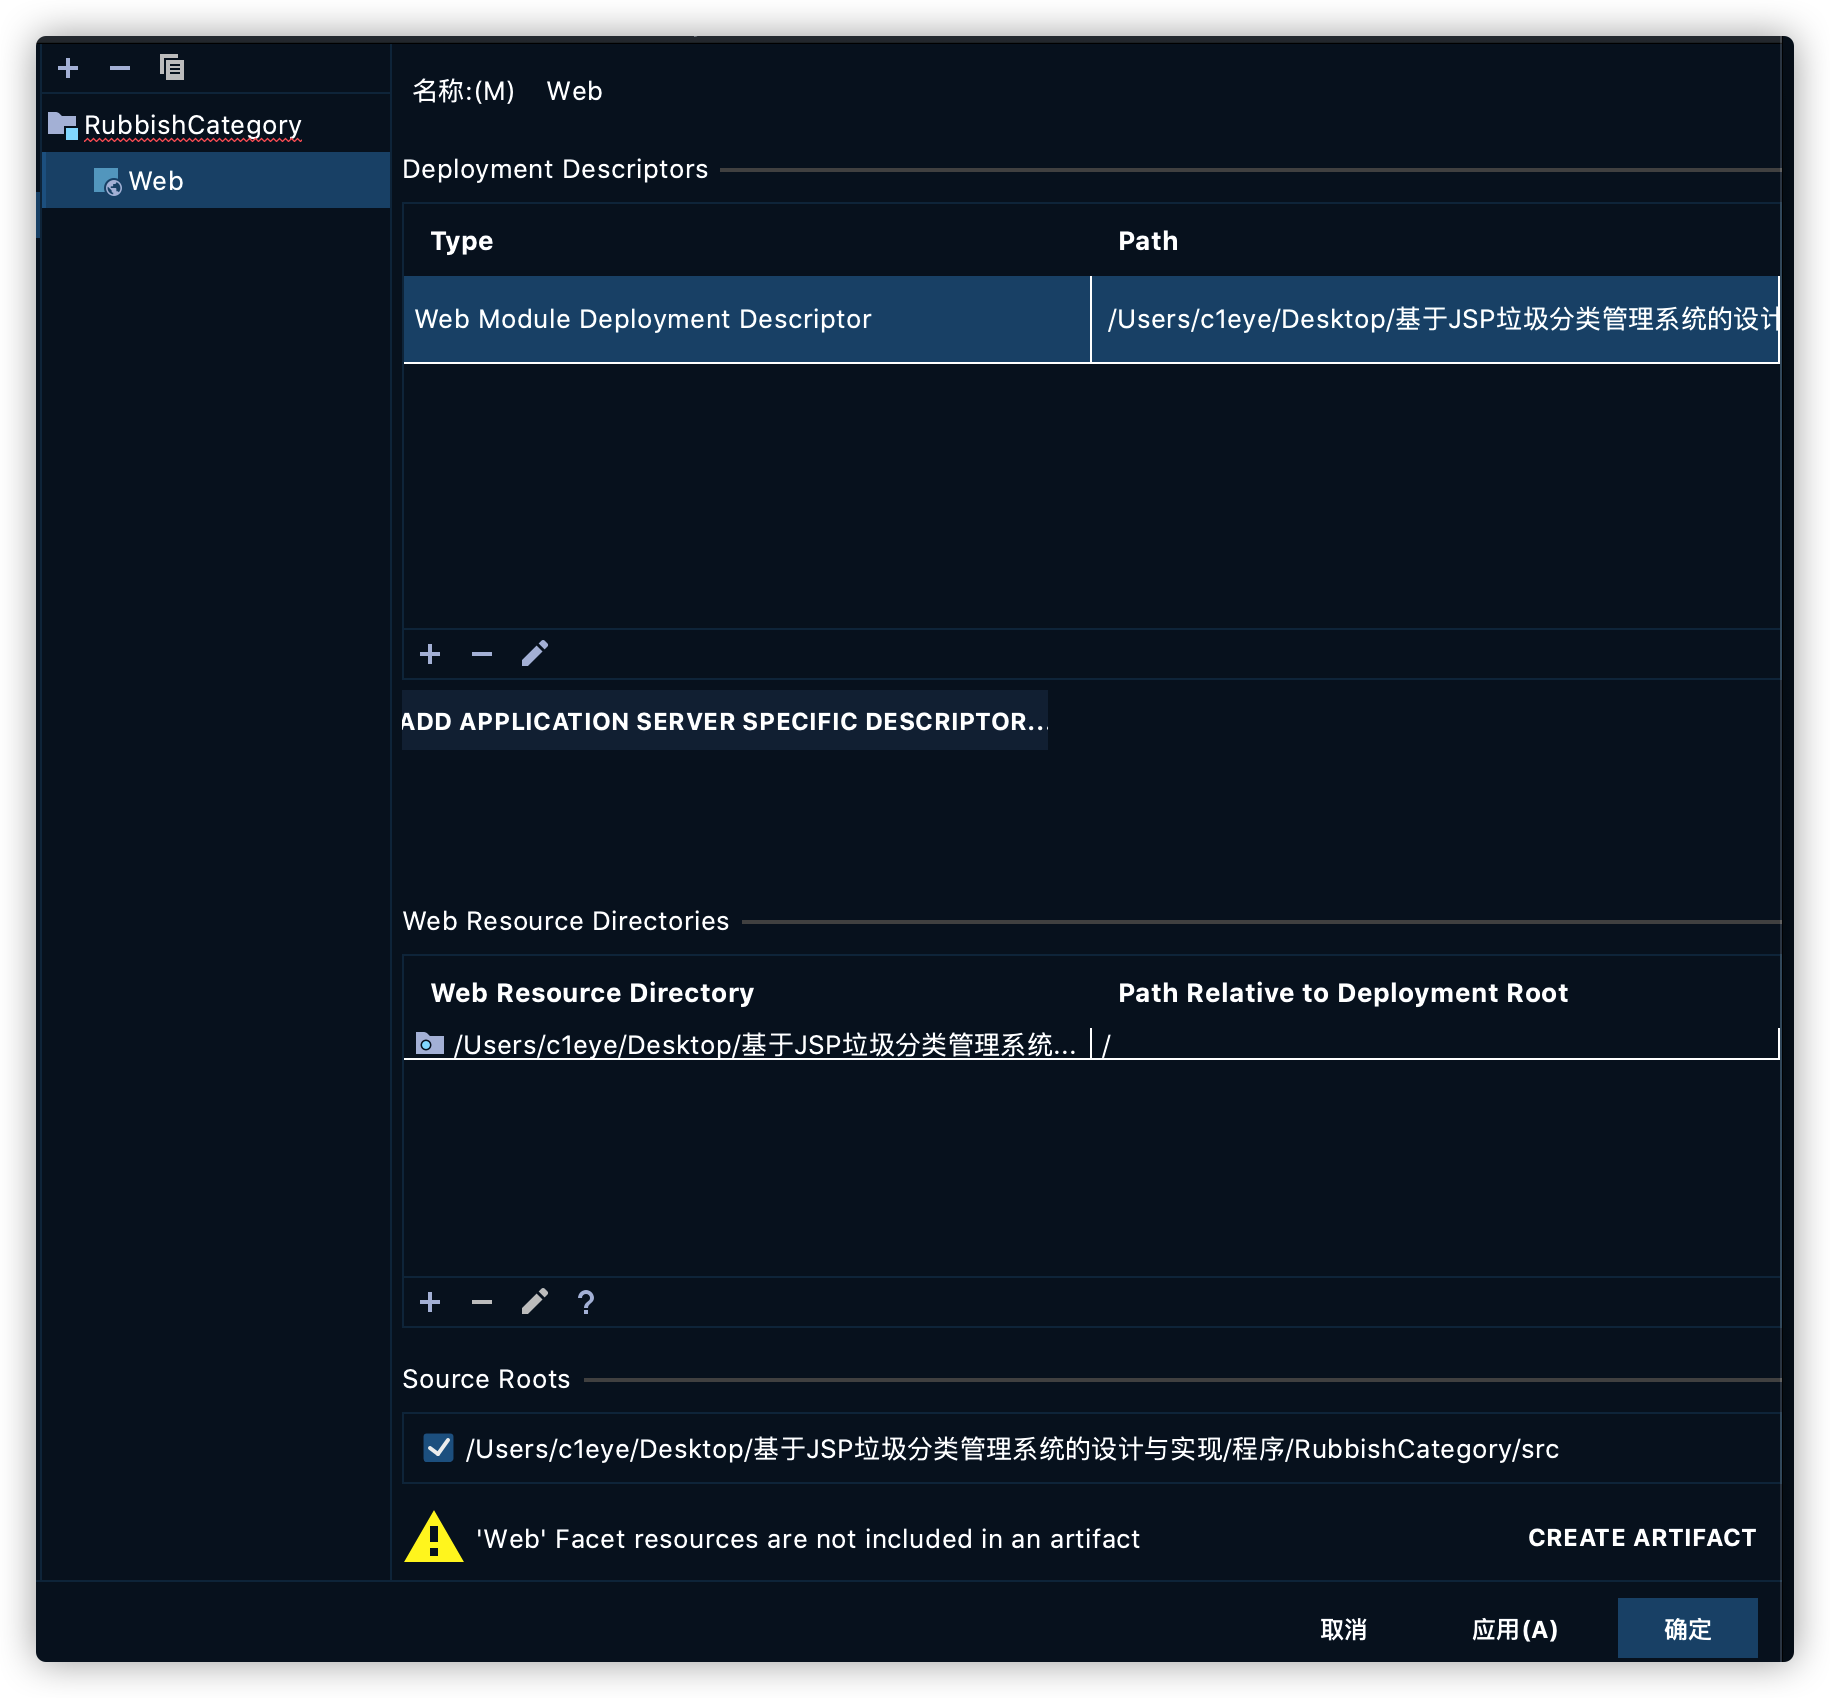 RubbishCategory
Web
名称:(M) Web
Deployment Descriptors
Type Path
Web Module Deployment Descriptor /Users/c1eye/Desktop/基于JSP垃圾分类管理系统的设计
ADD APPLICATION SERVER SPECIFIC DESCRIPTOR...
Web Resource Directories
Web Resource Directory Path Relative to Deployment Root
/Users/c1eye/Desktop/基于JSP垃圾分类管理系统... /
?
Source Roots
/Users/c1eye/Desktop/基于JSP垃圾分类管理系统的设计与实现/程序/RubbishCategory/src
'Web' Facet resources are not included in an artifact CREATE ARTIFACT
取消 应用(A) 确定